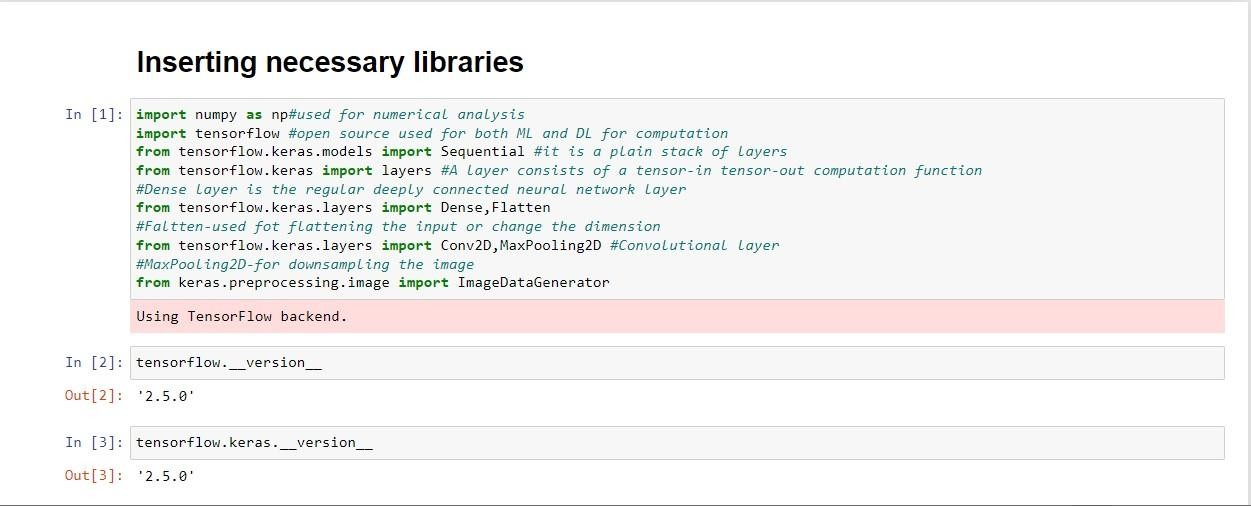 Inserting necessary libraries
In [1]: import numpy as np#used for numerical analysis
import tensorflow #open source used for both ML and DL for computation
from tensorflow.keras.models import Sequential #it is a plain stack of layers
from tensorflow.keras import layers #A layer consists of a tensor-in tensor-out computation function
#Dense layer is the regular deeply connected neural network layer
from tensorflow.keras.layers import Dense,Flatten
#Faltten-used fot flattening the input or change the dimension
from tensorflow.keras.layers import Conv2D,MaxPooling2D #Convolutional layer
#MaxPooling2D-for downsampling the image
from keras.preprocessing.image import ImageDataGenerator
Using TensorFlow backend.
In [2]: tensorflow.__version__
Out[2]: '2.5.0'
In [3]: tensorflow.keras.__version__
Out[3]: '2.5.0'